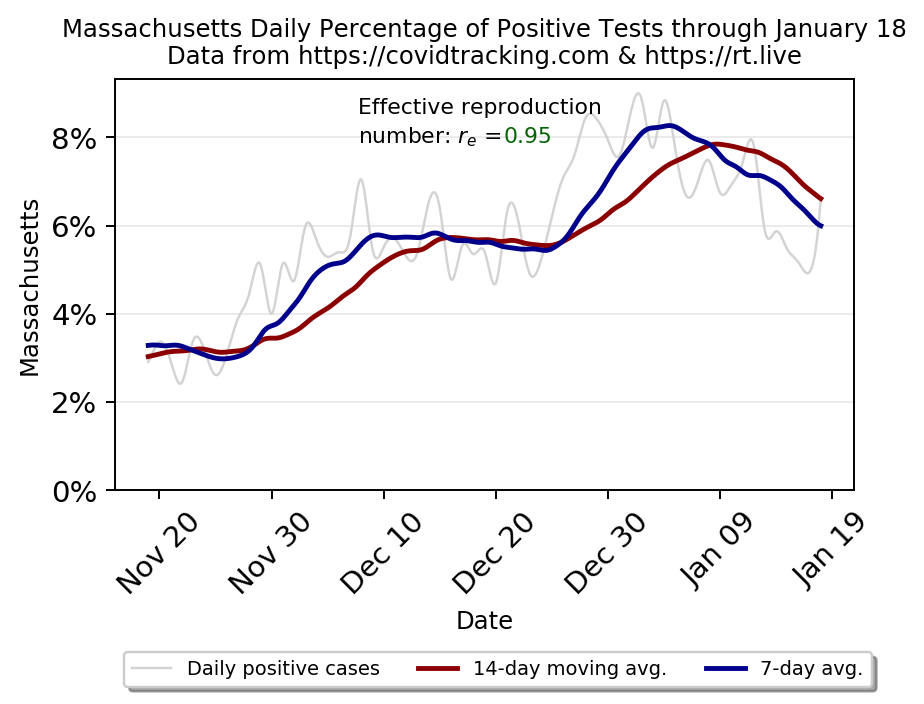 Massachusetts Daily Percentage of Positive Tests through January 18
Data from https://covidtracking.com & https://rt.live
Effective reproduction
number: rₑ =0.95
8%
6%
4%
2%
0%
Massachusetts
Nov 20
Nov 30
Dec 10
Dec 20
Dec 30
Jan 09
Jan 19
Date
Daily positive cases
14-day moving avg.
7-day avg.